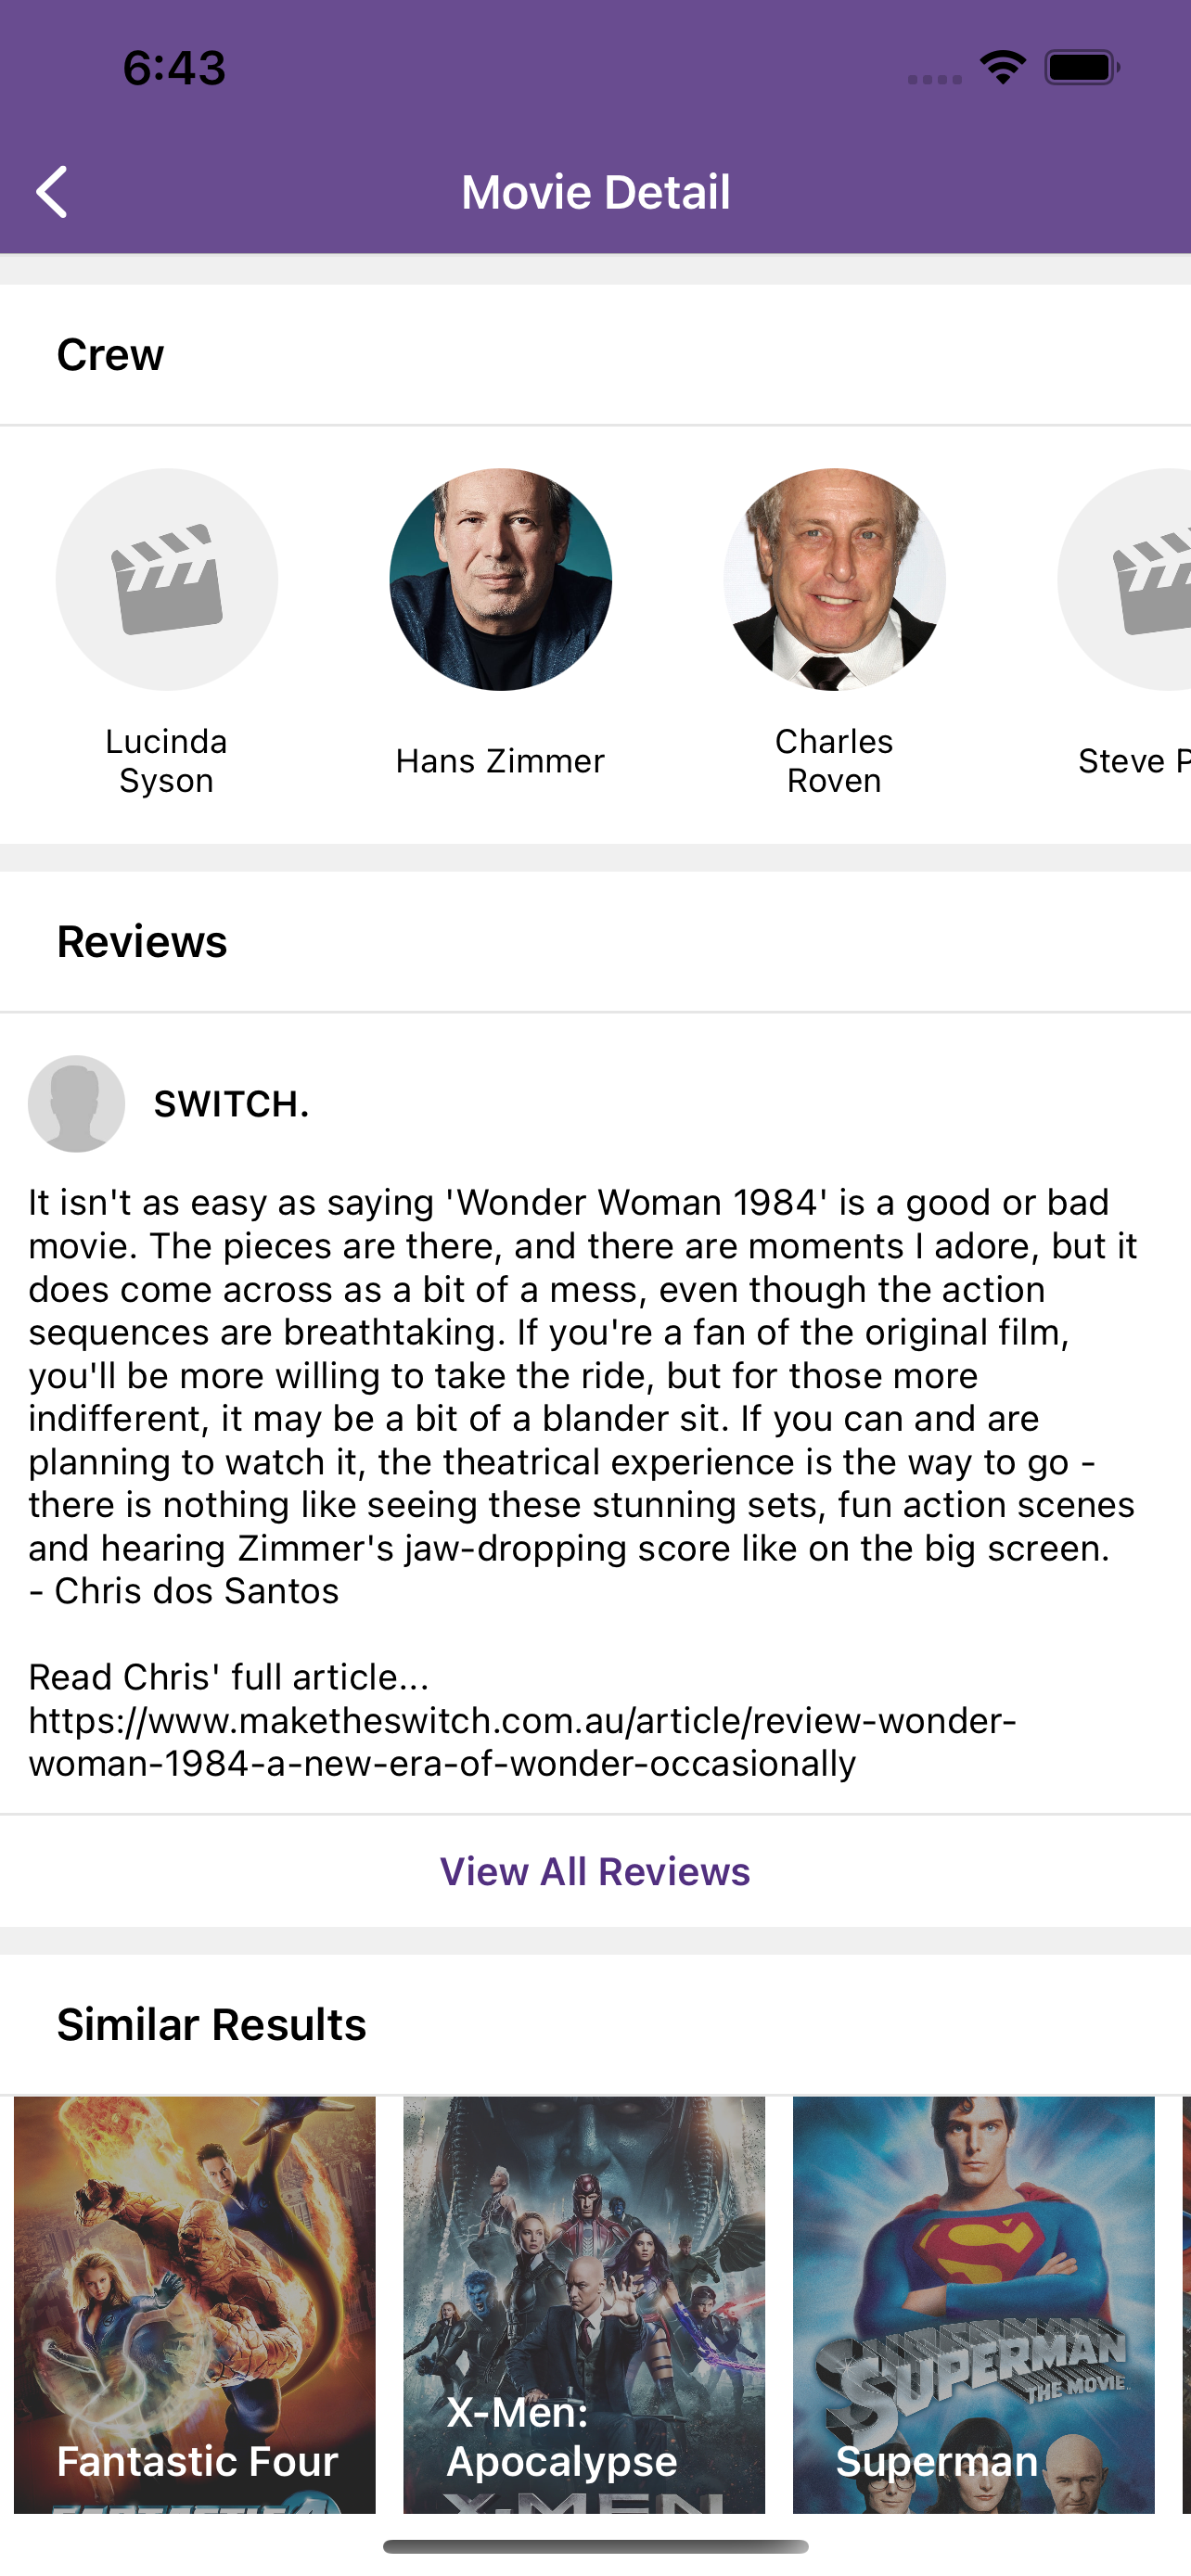 6:43
Movie Detail
Crew
Lucinda
Syson
Hans Zimmer
Charles
Roven
Steve P
Reviews
SWITCH.
It isn't as easy as saying 'Wonder Woman 1984' is a good or bad
movie. The pieces are there, and there are moments I adore, but it
does come across as a bit of a mess, even though the action
sequences are breathtaking. If you're a fan of the original film,
you'll be more willing to take the ride, but for those more
indifferent, it may be a bit of a blander sit. If you can and are
planning to watch it, the theatrical experience is the way to go -
there is nothing like seeing these stunning sets, fun action scenes
and hearing Zimmer's jaw-dropping score like on the big screen.
- Chris dos Santos
Read Chris' full article...
https://www.maketheswitch.com.au/article/review-wonder-
woman-1984-a-new-era-of-wonder-occasionally
View All Reviews
Similar Results
Fantastic Four
X-Men:
Apocalypse
X-MEN
SUPERMAN
THE MOVIE
Superman